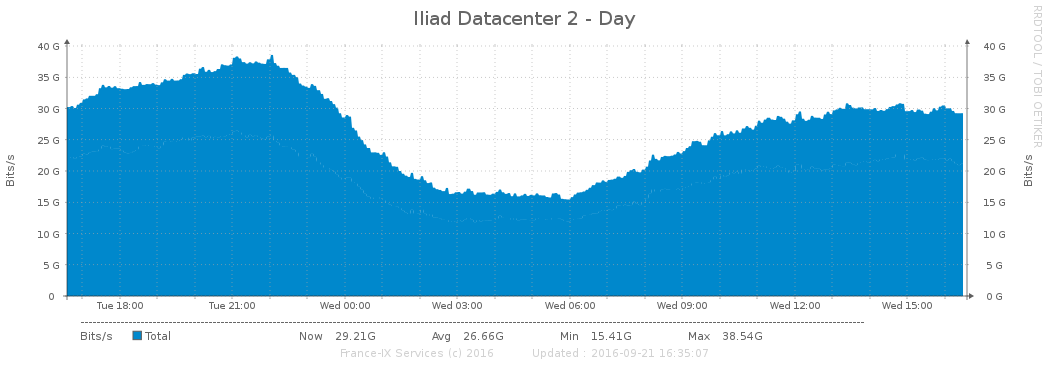 Iliad Datacenter 2 - Day
RRDTOOL / TOBI OETIKER
40 G 40 G
35 G 35 G
30 G 30 G
25 G 25 G
20 G 20 G
15 G 15 G
10 G 10 G
5 G 5 G
0 0 G
Bits/s Bits/s
Tue 18:00 Tue 21:00 Wed 00:00 Wed 03:00 Wed 06:00 Wed 09:00 Wed 12:00 Wed 15:00
Bits/s Total Now 29.21G Avg 26.66G Min 15.41G Max 38.54G
France-IX Services (c) 2016 Updated : 2016-09-21 16:35:07